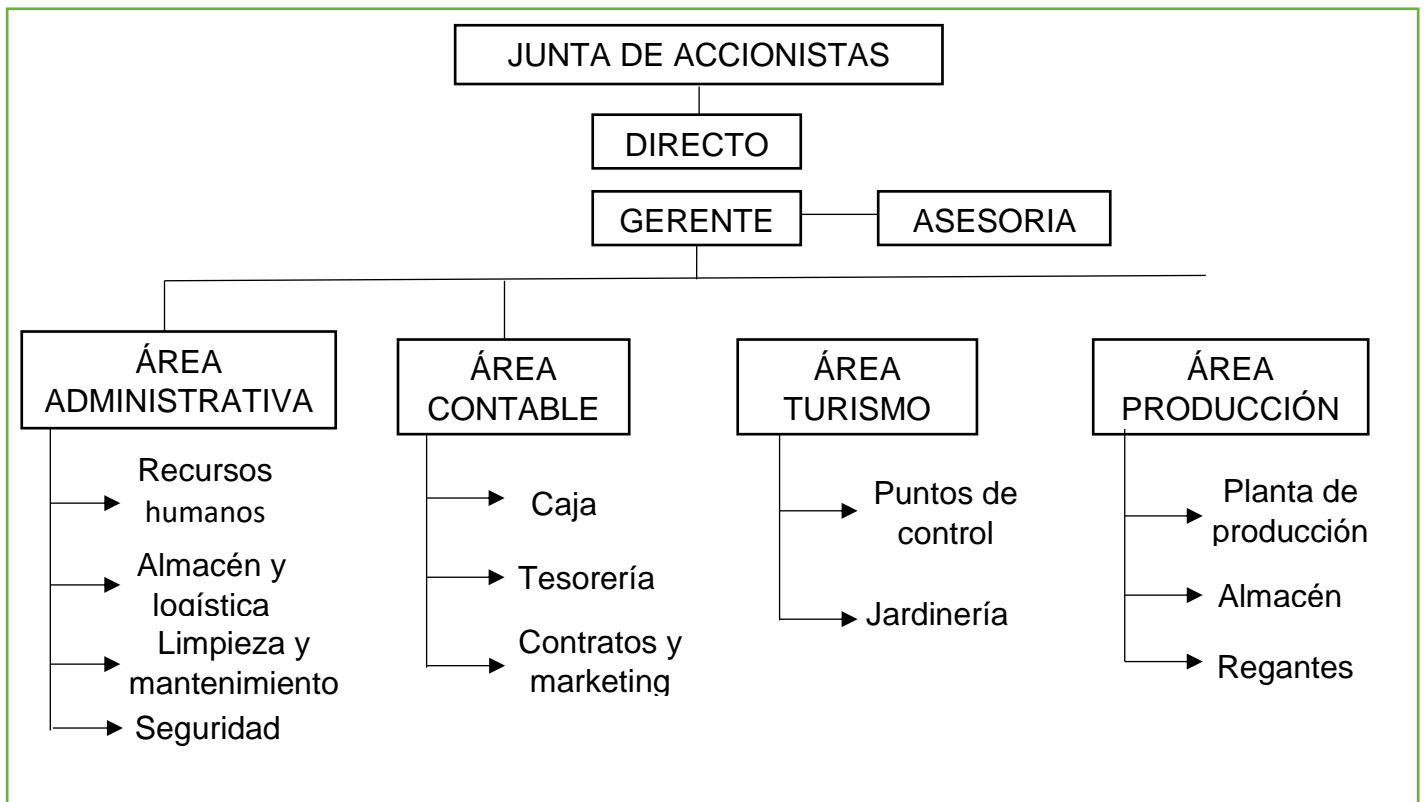 JUNTA DE ACCIONISTAS
DIRECTO
GERENTE
ASESORIA
ÁREA
ADMINISTRATIVA
Recursos
humanos
Almacén y
logística
Limpieza y
mantenimiento
Seguridad
ÁREA
CONTABLE
Caja
Tesorería
Contratos y
marketing
ÁREA
TURISMO
Puntos de
control
Jardinería
ÁREA
PRODUCCIÓN
Planta de
producción
Almacén
Regantes